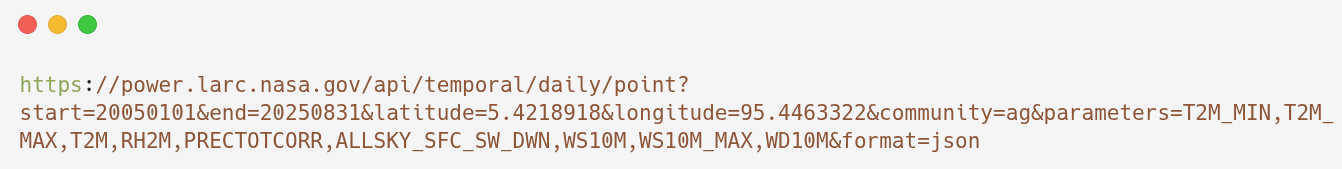 https://power.larc.nasa.gov/api/temporal/daily/point?
start=20050101&end=20250831&latitude=5.4218918&longitude=95.4463322&community=ag&parameters=T2M_MIN,T2M_
MAX,T2M,RH2M,PRECTOTCORR,ALLSKY_SFC_SW_DWN,WS10M,WS10M_MAX,WD10M&format=json